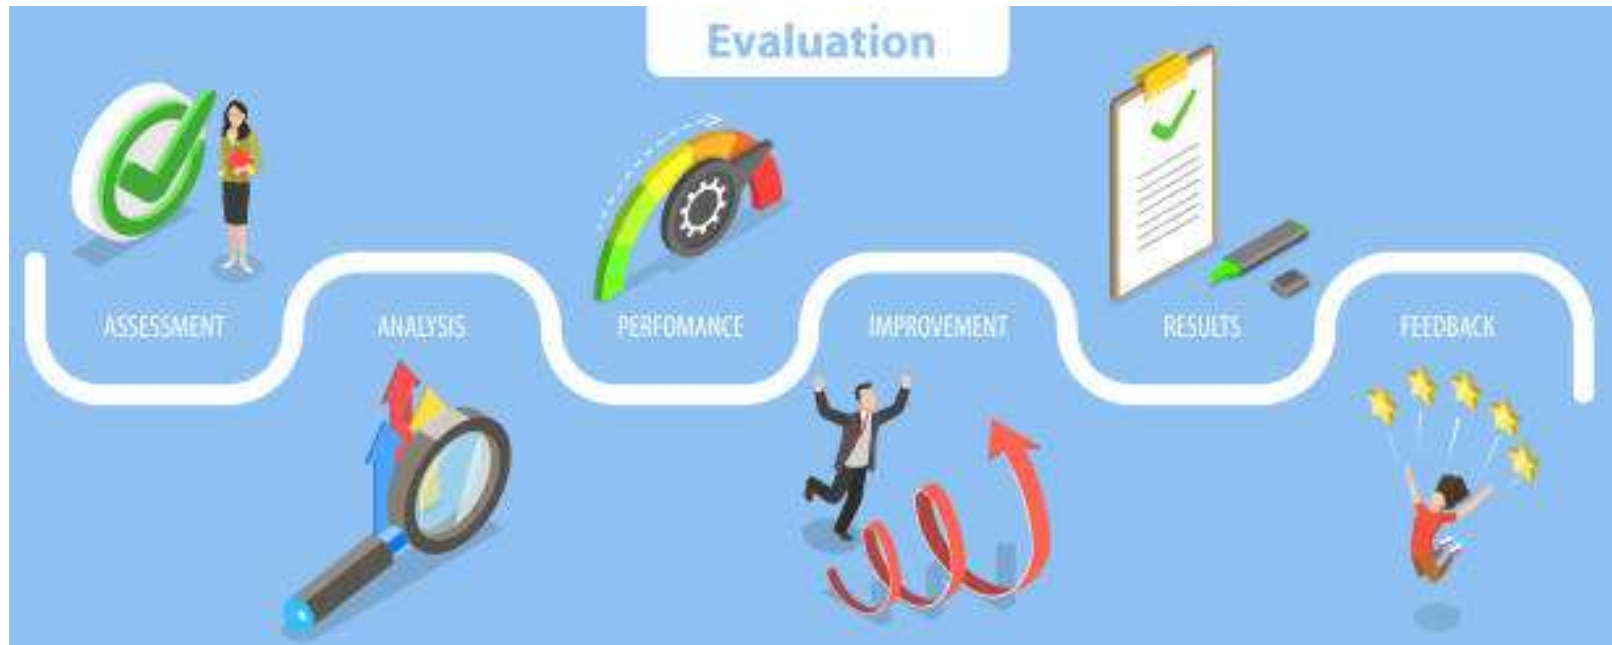 Evaluation
ASSESSMENT
ANALYSIS
PERFOMANCE
IMPROVEMENT
RESULTS
FEEDBACK